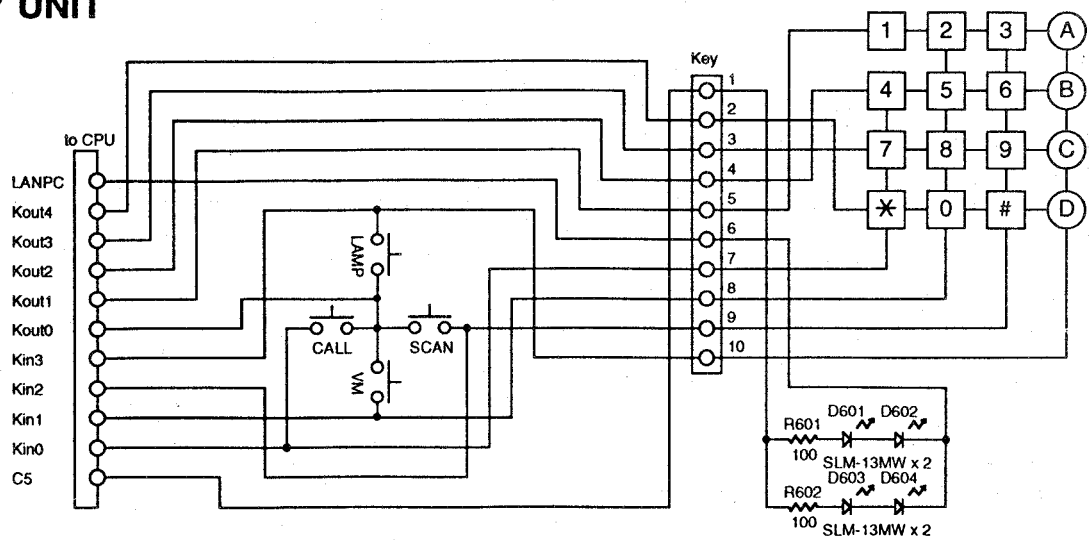 UNIT
to CPU
LANPC
Kout4
Kout3
Kout2
Kout1
Kout0
Kin3
Kin2
Kin1
Kin0
C5
LAMP
CALL
SCAN
VM
Key
1
2
3
4
5
6
7
8
9
10
1 2 3 A
4 5 6 B
7 8 9 C
* 0 # D
R601
100
D601 D602
SLM-13MW x 2
R602
100
D603 D604
SLM-13MW x 2